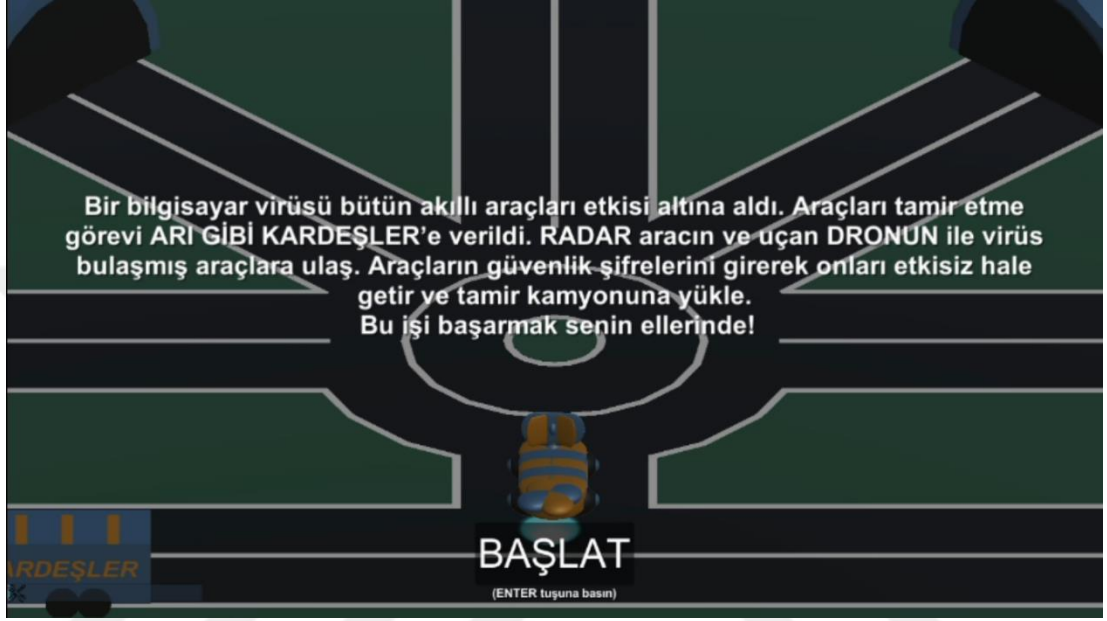 Bir bilgisayar virüsü bütün akıllı araçları etkisi altına aldı. Araçları tamir etme
görevi ARI GİBİ KARDEŞLER’e verildi. RADAR aracın ve uçan DRONUN ile virüs
bulaşmış araçlara ulaş. Araçların güvenlik şifrelerini girerek onları etkisiz hale
getir ve tamir kamyonuna yükle.
Bu işi başarmak senin ellerinde!
BAŞLAT
ARDEŞLER
(ENTER tuşuna basın)